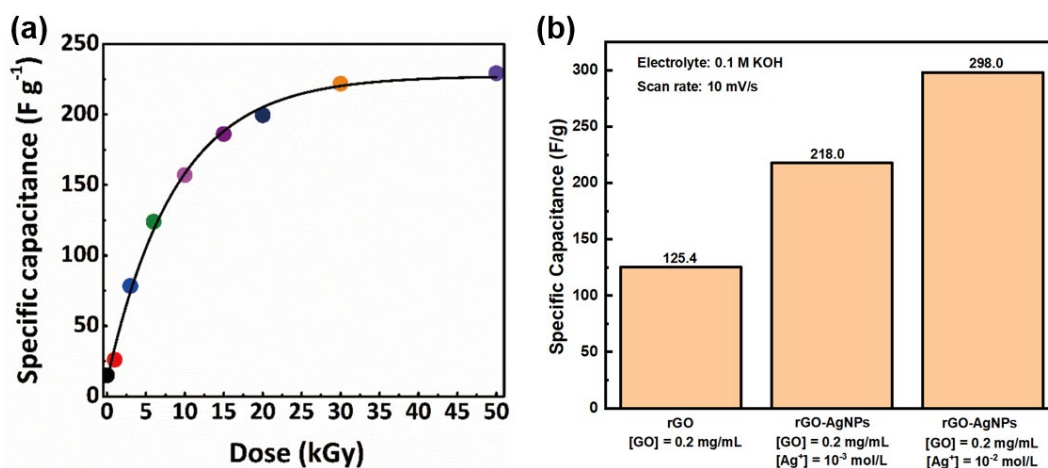 (a)
250
200
150
100
50
0
Specific capacitance (F g⁻¹)
0 5 10 15 20 25 30 35 40 45 50
Dose (kGy)
(b)
Electrolyte: 0.1 M KOH
Scan rate: 10 mV/s
300
250
200
150
100
50
0
Specific Capacitance (F/g)
125.4
218.0
298.0
rGO
[GO] = 0.2 mg/mL
rGO-AgNPs
[GO] = 0.2 mg/mL
[Ag⁺] = 10⁻³ mol/L
rGO-AgNPs
[GO] = 0.2 mg/mL
[Ag⁺] = 10⁻² mol/L